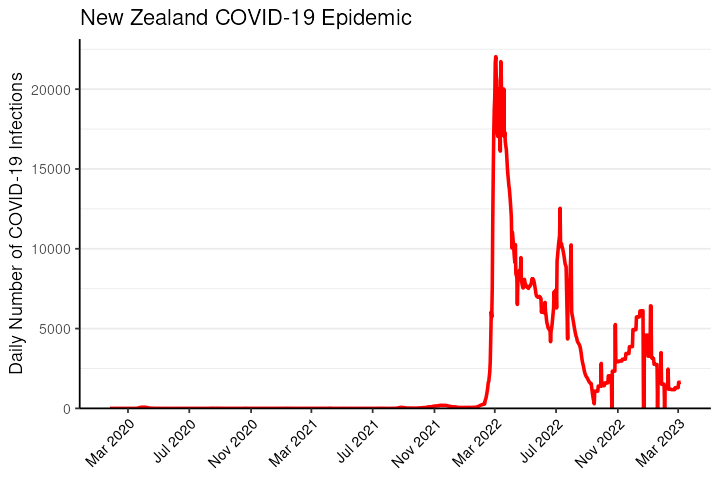 New Zealand COVID-19 Epidemic
Daily Number of COVID-19 Infections
20000
15000
10000
5000
0
Mar 2020
Jul 2020
Nov 2020
Mar 2021
Jul 2021
Nov 2021
Mar 2022
Jul 2022
Nov 2022
Mar 2023